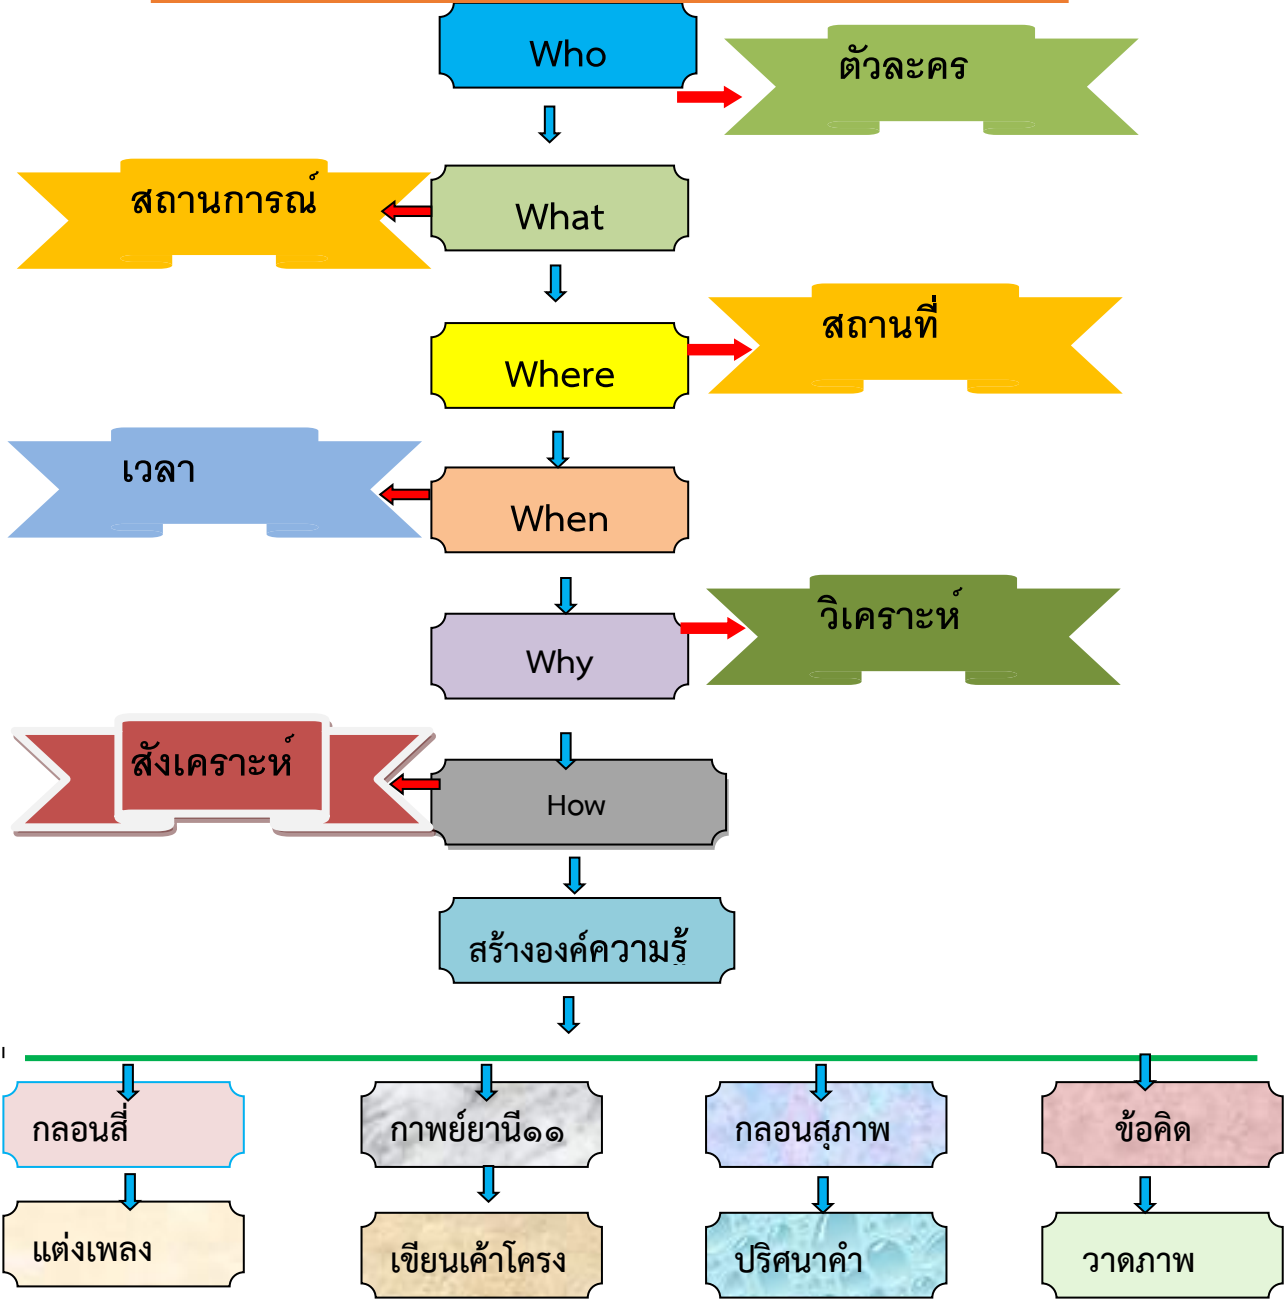 Who
ตัวละคร
สถานการณ์
What
สถานที่
Where
เวลา
When
วิเคราะห์
Why
สังเคราะห์
How
สร้างองค์ความรู้
กลอนสี่
กาพย์ยานี๑๑
กลอนสุภาพ
ข้อคิด
แต่งเพลง
เขียนเค้าโครง
ปริศนาคำ
วาดภาพ